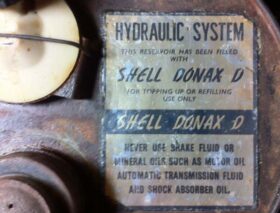 HYDRAULIC SYSTEM
THIS RESERVOIR HAS BEEN FILLED
WITH
SHELL DONAX D
FOR TOPPING UP OR REFILLING
USE ONLY
SHELL DONAX D
NEVER USE BRAKE FLUID OR
MINERAL OILS SUCH AS MOTOR OIL
AUTOMATIC TRANSMISSION FLUID
AND SHOCK ABSORBER OIL.